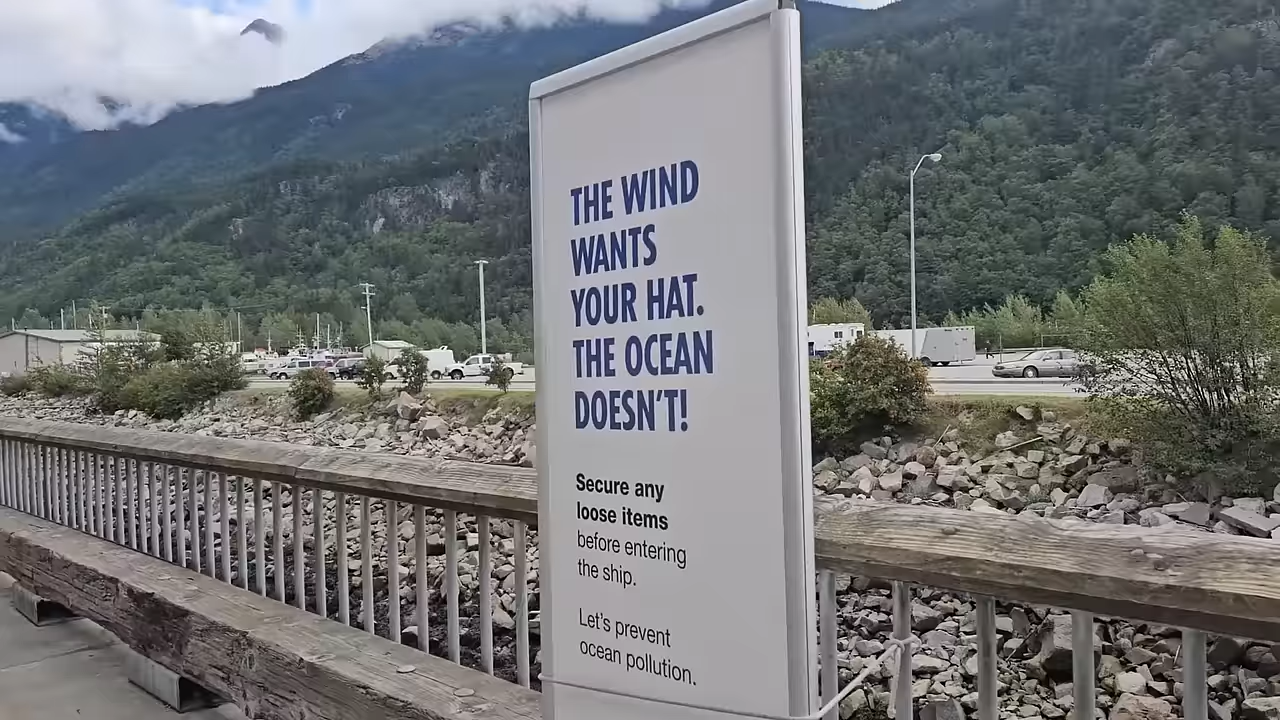 THE WIND
WANTS
YOUR HAT.
THE OCEAN
DOESN'T!
Secure any
loose items
before entering
the ship.
Let's prevent
ocean pollution.